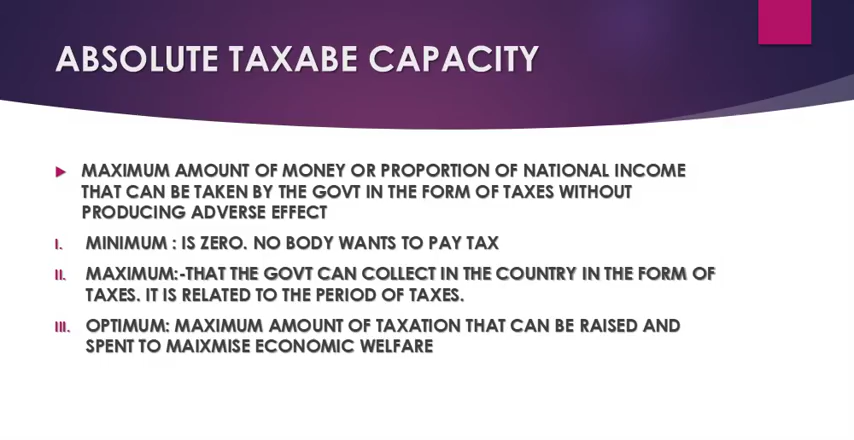 ABSOLUTE TAXABE CAPACITY
MAXIMUM AMOUNT OF MONEY OR PROPORTION OF NATIONAL INCOME
THAT CAN BE TAKEN BY THE GOVT IN THE FORM OF TAXES WITHOUT
PRODUCING ADVERSE EFFECT
I. MINIMUM : IS ZERO. NO BODY WANTS TO PAY TAX
II. MAXIMUM:-THAT THE GOVT CAN COLLECT IN THE COUNTRY IN THE FORM OF
TAXES. IT IS RELATED TO THE PERIOD OF TAXES.
III. OPTIMUM: MAXIMUM AMOUNT OF TAXATION THAT CAN BE RAISED AND
SPENT TO MAIXMISE ECONOMIC WELFARE